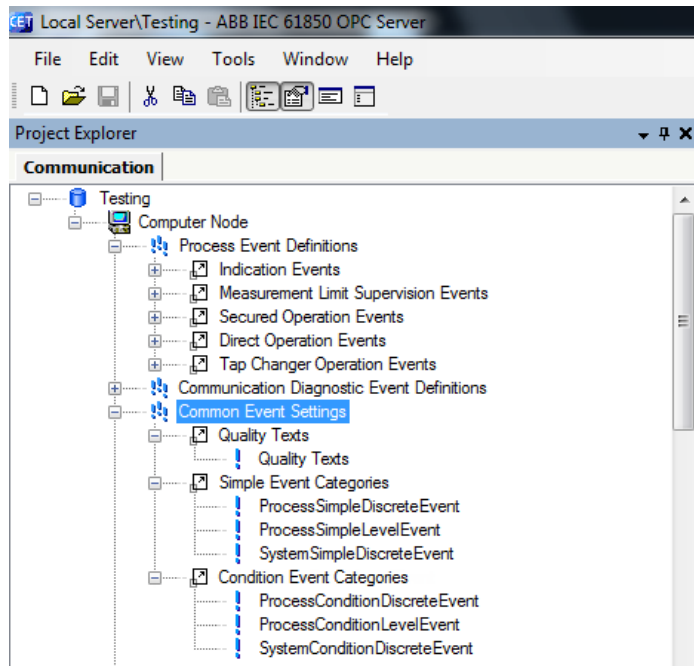 CET Local Server\Testing - ABB IEC 61850 OPC Server
File Edit View Tools Window Help
Project Explorer
Communication
Testing
Computer Node
Process Event Definitions
Indication Events
Measurement Limit Supervision Events
Secured Operation Events
Direct Operation Events
Tap Changer Operation Events
Communication Diagnostic Event Definitions
Common Event Settings
Quality Texts
Quality Texts
Simple Event Categories
ProcessSimpleDiscreteEvent
ProcessSimpleLevelEvent
SystemSimpleDiscreteEvent
Condition Event Categories
ProcessConditionDiscreteEvent
ProcessConditionLevelEvent
SystemConditionDiscreteEvent